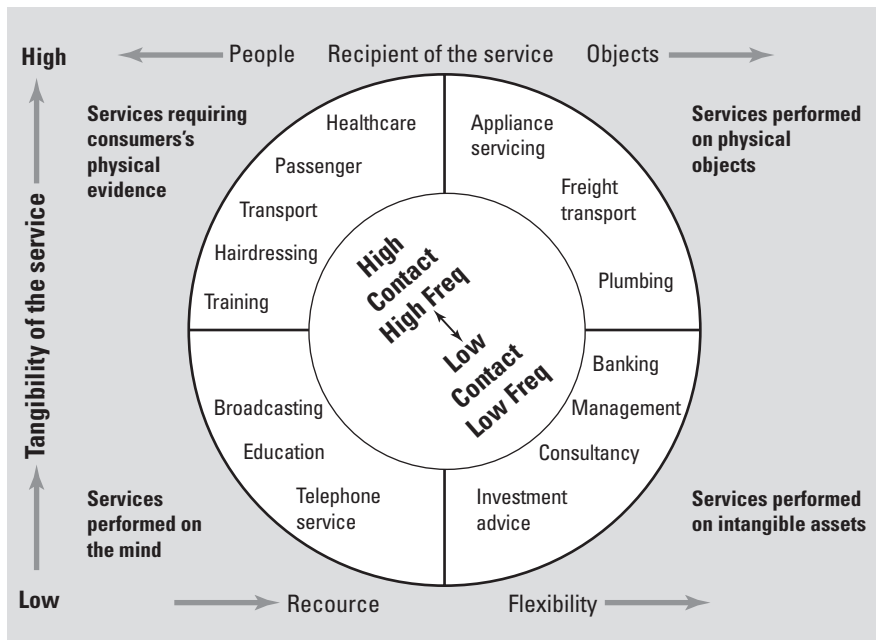 High
People Recipient of the service Objects
Services requiring
consumers's
physical
evidence
Services performed
on physical
objects
Tangibility of the service
Healthcare
Passenger
Transport
Hairdressing
Training
Appliance
servicing
Freight
transport
Plumbing
High
Contact
High Freq
Low
Contact
Low Freq
Broadcasting
Education
Telephone
service
Banking
Management
Consultancy
Investment
advice
Services
performed on
the mind
Services performed
on intangible assets
Low
Recource Flexibility